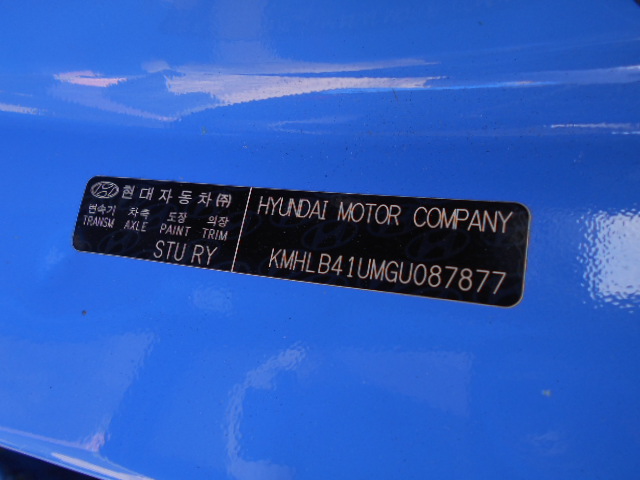 현대자동차㈜
변속기 차축 도장 의장
TRANSM AXLE PAINT TRIM
STU RY
HYUNDAI MOTOR COMPANY
KMHLB41UMGU087877